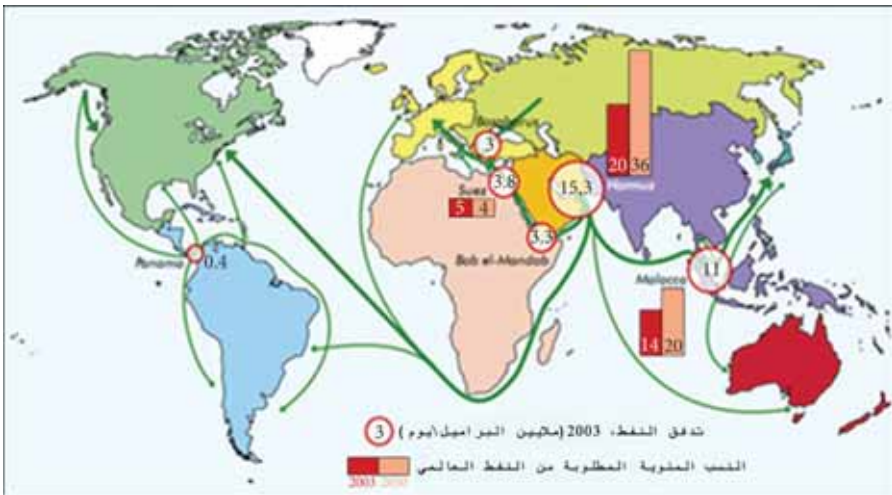 Bosphorus
3
20
36
Hormuz
15,3
3.8
Suez
5
4
3,3
Bab el-Mandab
Panama
0.4
11
Malacca
14
20
تدفق النفط، 2003 (ملايين البراميل\يوم)
3
النسب المئوية المطلوبة من النفط العالمي
2003